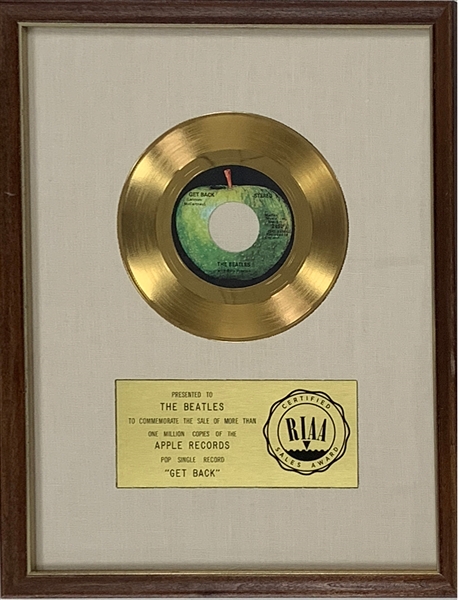 GET BACK
STEREO
THE BEATLES
PRESENTED TO
THE BEATLES
TO COMMEMORATE THE SALE OF MORE THAN
ONE MILLION COPIES OF THE
APPLE RECORDS
POP SINGLE RECORD
"GET BACK"
CERTIFIED
RIAA
SALES AWARD